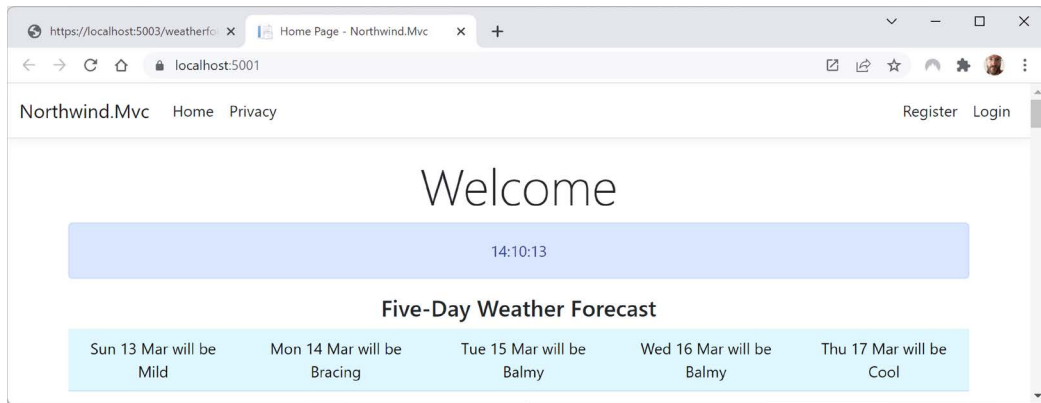 https://localhost:5003/weatherfo
Home Page - Northwind.Mvc
localhost:5001
Northwind.Mvc Home Privacy Register Login
Welcome
14:10:13
Five-Day Weather Forecast
Sun 13 Mar will be Mon 14 Mar will be Tue 15 Mar will be Wed 16 Mar will be Thu 17 Mar will be
Mild Bracing Balmy Balmy Cool